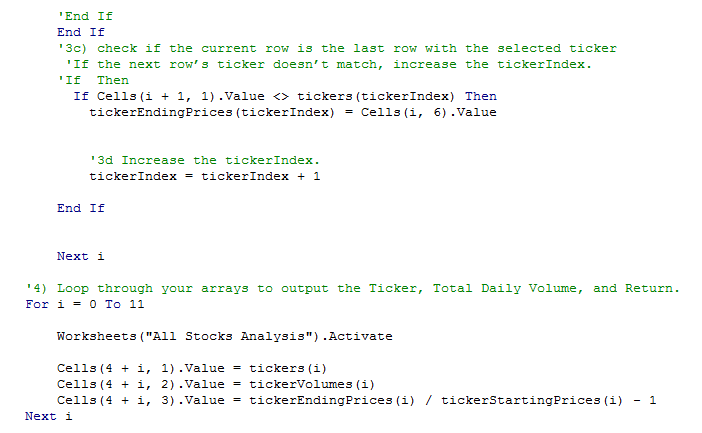 'End If
End If
'3c) check if the current row is the last row with the selected ticker
'If the next row's ticker doesn't match, increase the tickerIndex.
'If  Then
If Cells(i + 1, 1).Value <> tickers(tickerIndex) Then
tickerEndingPrices(tickerIndex) = Cells(i, 6).Value
'3d Increase the tickerIndex.
tickerIndex = tickerIndex + 1
End If
Next i
'4) Loop through your arrays to output the Ticker, Total Daily Volume, and Return.
For i = 0 To 11
Worksheets("All Stocks Analysis").Activate
Cells(4 + i, 1).Value = tickers(i)
Cells(4 + i, 2).Value = tickerVolumes(i)
Cells(4 + i, 3).Value = tickerEndingPrices(i) / tickerStartingPrices(i) - 1
Next i